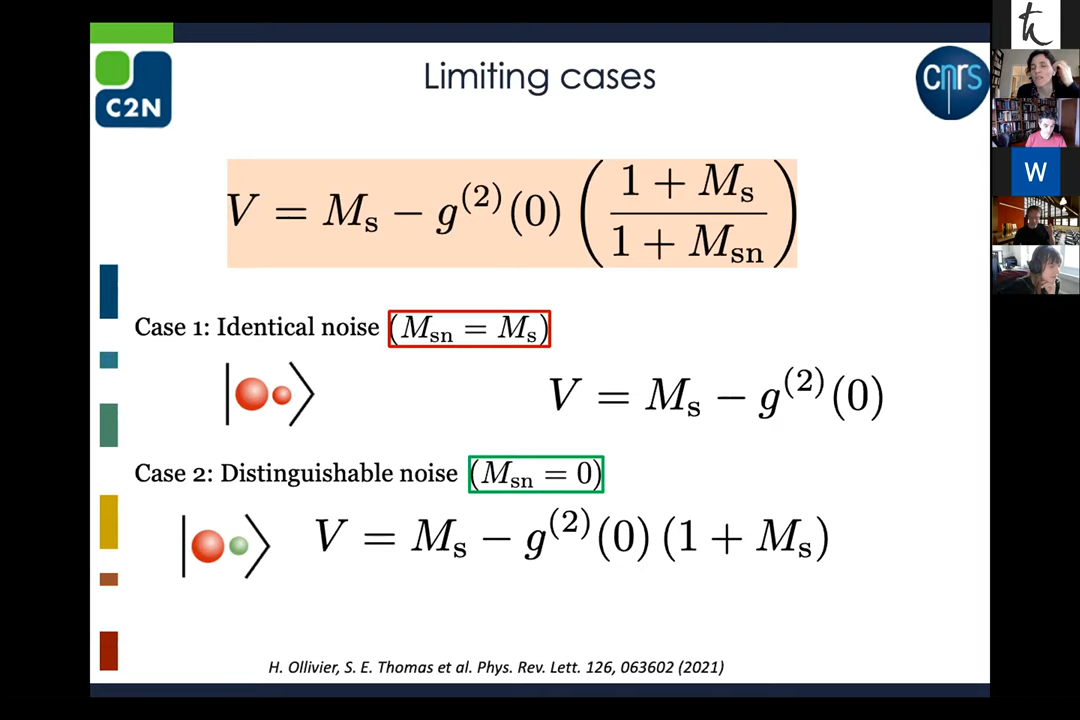 Limiting cases
C2N
cnrs
V = M_s − g^(2)(0) ( (1 + M_s) / (1 + M_sn) )
Case 1: Identical noise (M_sn = M_s)
V = M_s − g^(2)(0)
Case 2: Distinguishable noise (M_sn = 0)
V = M_s − g^(2)(0) (1 + M_s)
H. Ollivier, S. E. Thomas et al. Phys. Rev. Lett. 126, 063602 (2021)
W